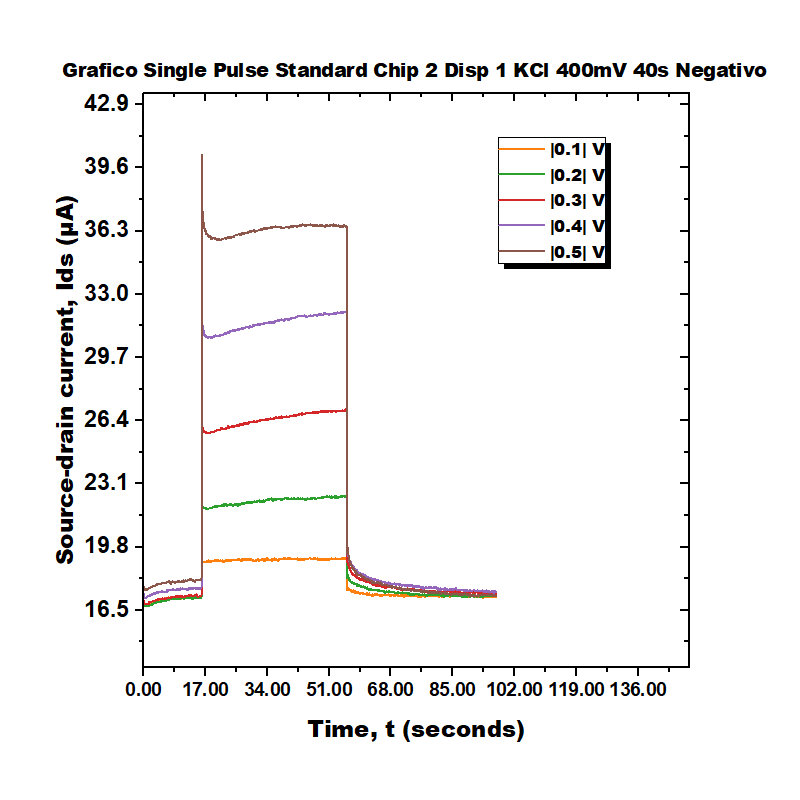 Grafico Single Pulse Standard Chip 2 Disp 1 KCl 400mV 40s Negativo
42.9
39.6
36.3
33.0
29.7
26.4
23.1
19.8
16.5
Source-drain current, Ids (µA)
|0.1| V
|0.2| V
|0.3| V
|0.4| V
|0.5| V
0.00 17.00 34.00 51.00 68.00 85.00 102.00 119.00 136.00
Time, t (seconds)